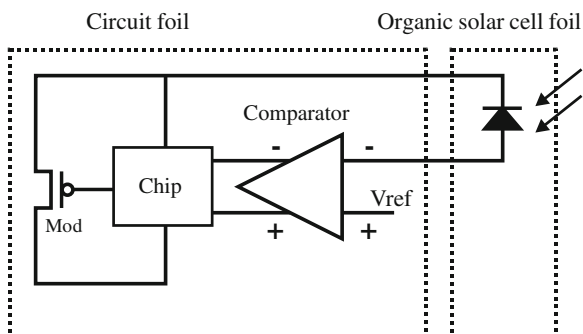 Circuit foil
Organic solar cell foil
Comparator
- -
Chip
Vref
Mod
+ +